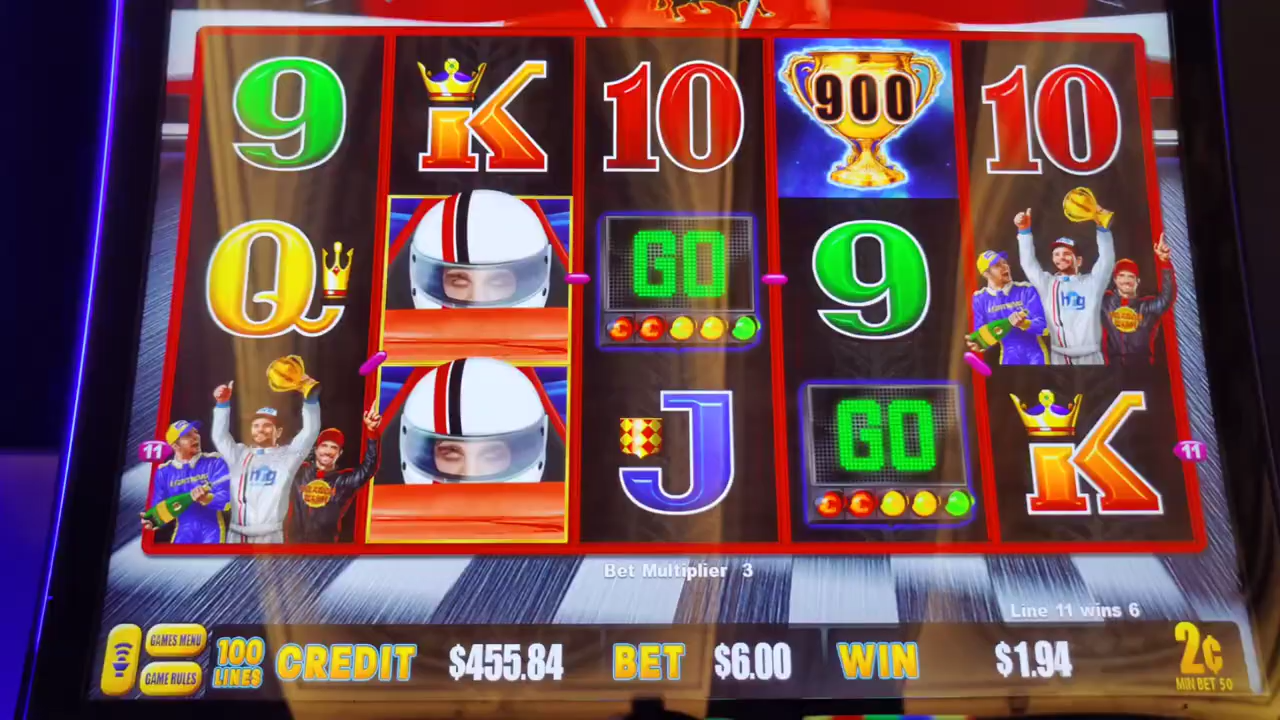 9 K 10 900 10
Q GO 9
J GO K
11 11
Bet Multiplier 3
Line 11 wins 6
GAMES MENU
GAME RULES
100 LINES
CREDIT $455.84 BET $6.00 WIN $1.94
2¢
MIN BET 50